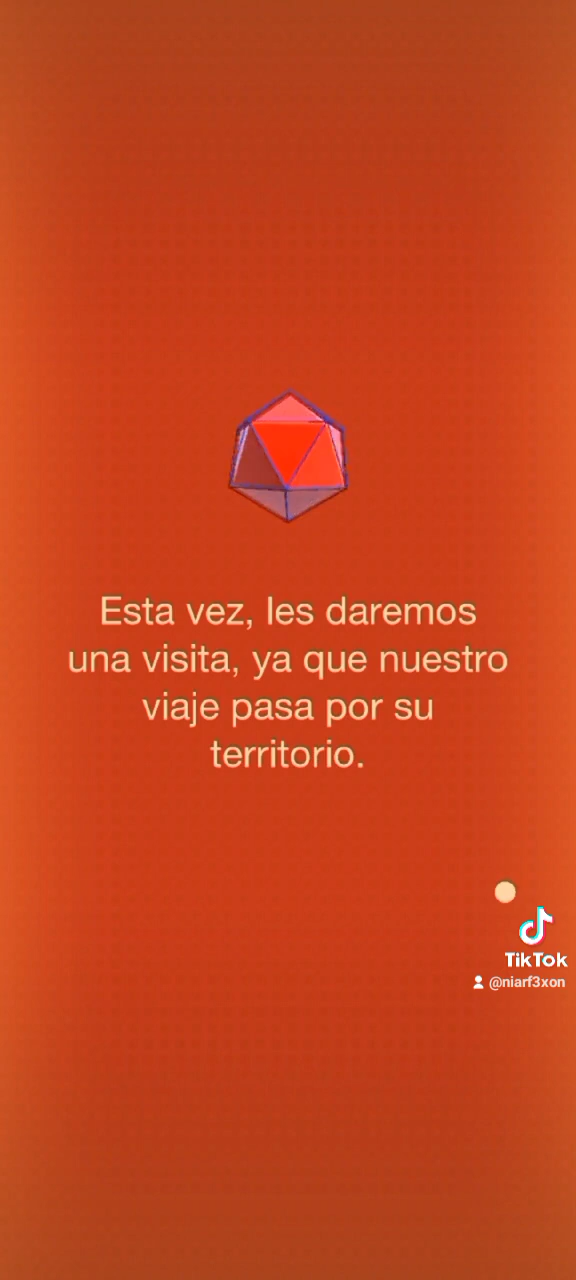 Esta vez, les daremos
una visita, ya que nuestro
viaje pasa por su
territorio.
TikTok
@niarf3xon